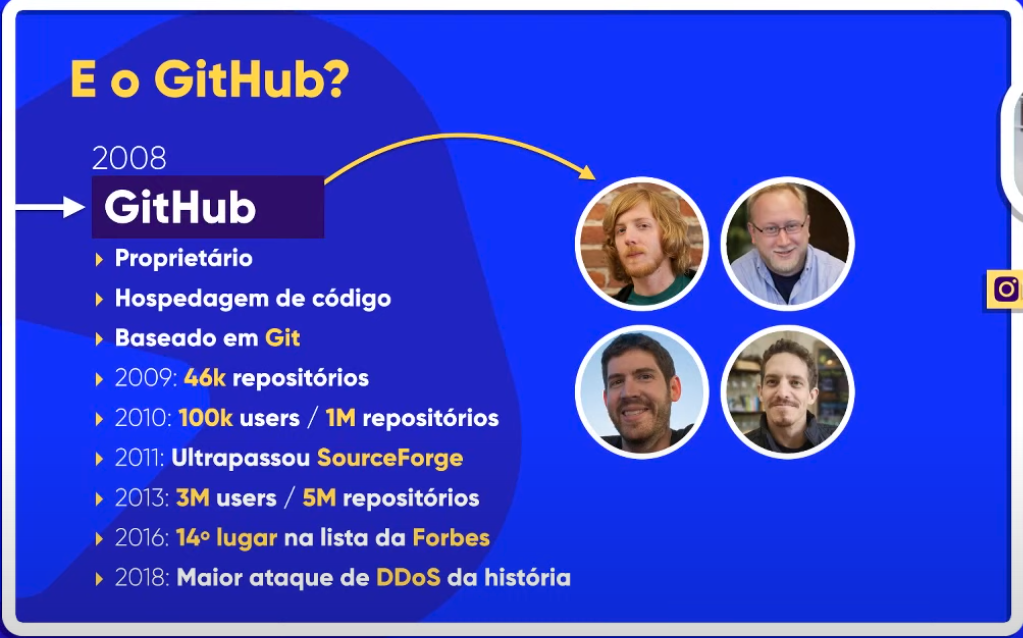 E o GitHub?
2008
GitHub
Proprietário
Hospedagem de código
Baseado em Git
2009: 46k repositórios
2010: 100k users / 1M repositórios
2011: Ultrapassou SourceForge
2013: 3M users / 5M repositórios
2016: 14º lugar na lista da Forbes
2018: Maior ataque de DDoS da história